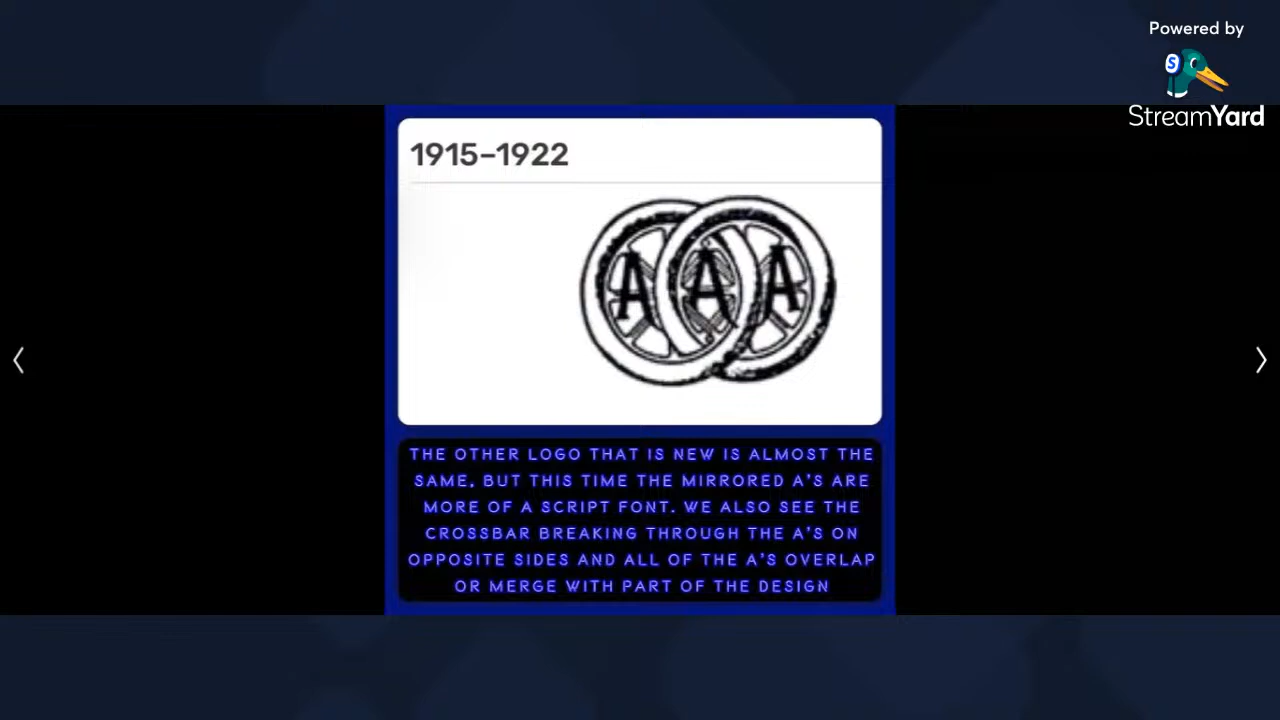 Powered by
S
StreamYard
1915–1922
A A A
THE OTHER LOGO THAT IS NEW IS ALMOST THE
SAME, BUT THIS TIME THE MIRRORED A'S ARE
MORE OF A SCRIPT FONT. WE ALSO SEE THE
CROSSBAR BREAKING THROUGH THE A'S ON
OPPOSITE SIDES AND ALL OF THE A'S OVERLAP
OR MERGE WITH PART OF THE DESIGN